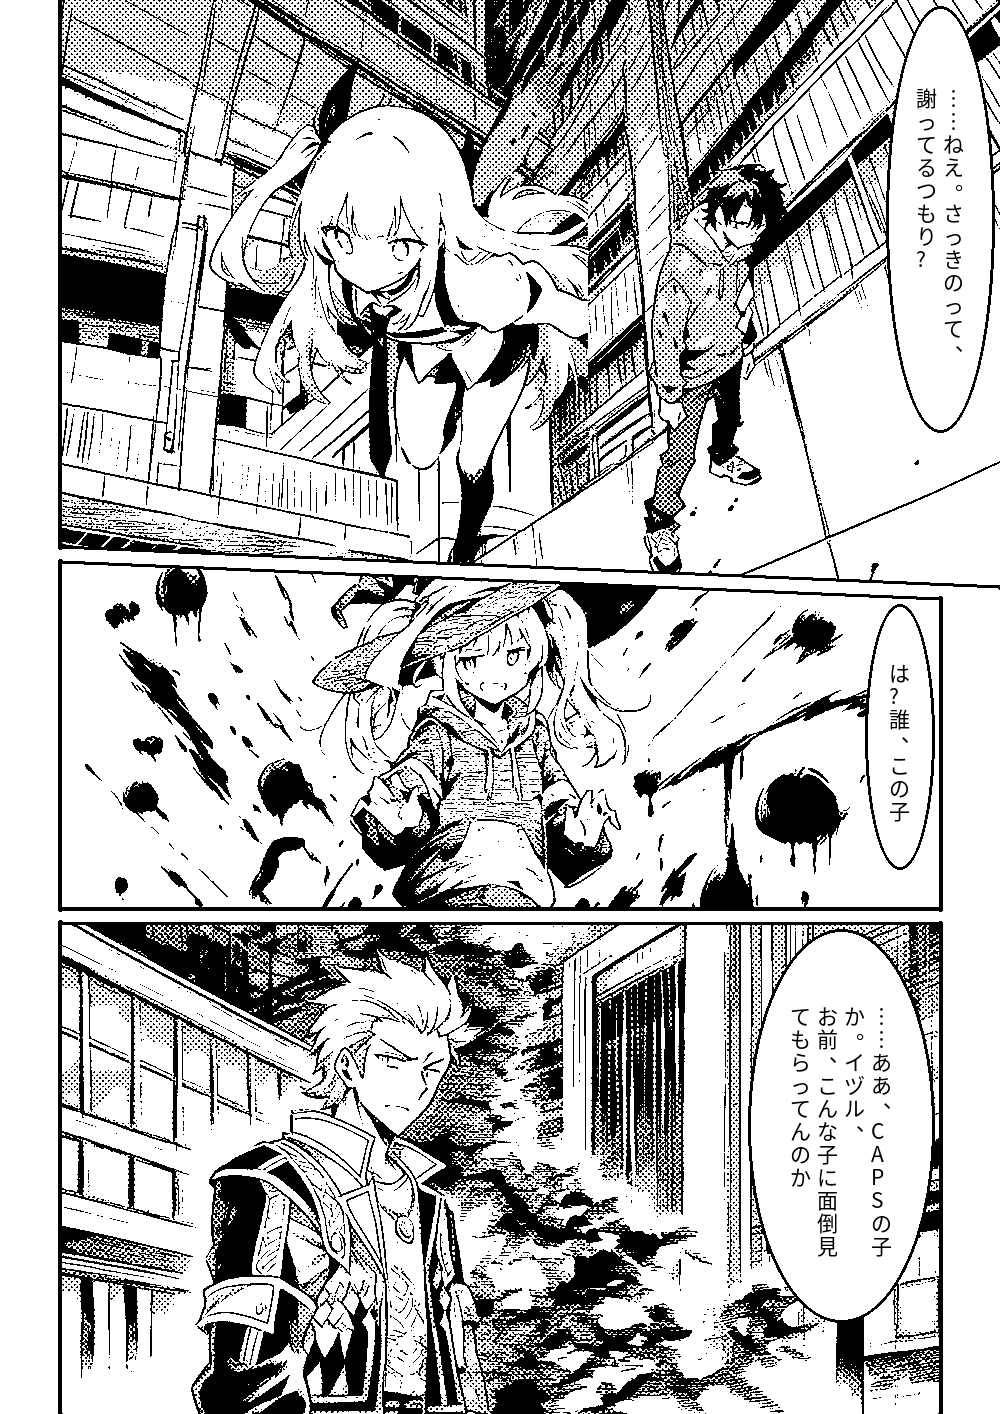 ……ねえ。さっきの って、
謝ってるつもり?
は? 誰、この子
……ああ、CAPSの子
か。イヅル、
お前、こんな子に面倒見
てもらってんのか